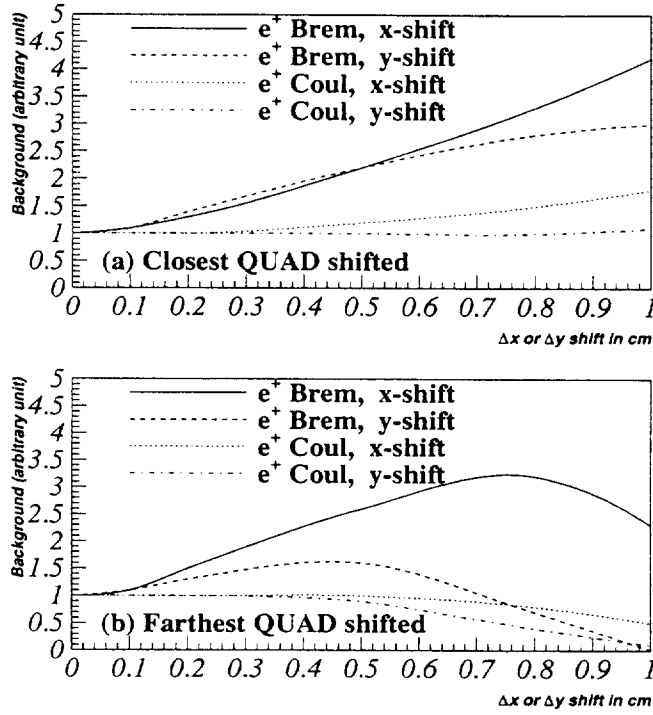 Background (arbitrary unit)
5
4.5
4
3.5
3
2.5
2
1.5
1
0.5
0
e+ Brem, x-shift
e+ Brem, y-shift
e+ Coul, x-shift
e+ Coul, y-shift
(a) Closest QUAD shifted
0 0.1 0.2 0.3 0.4 0.5 0.6 0.7 0.8 0.9 1
Δx or Δy shift in cm
Background (arbitrary unit)
5
4.5
4
3.5
3
2.5
2
1.5
1
0.5
0
e+ Brem, x-shift
e+ Brem, y-shift
e+ Coul, x-shift
e+ Coul, y-shift
(b) Farthest QUAD shifted
0 0.1 0.2 0.3 0.4 0.5 0.6 0.7 0.8 0.9 1
Δx or Δy shift in cm